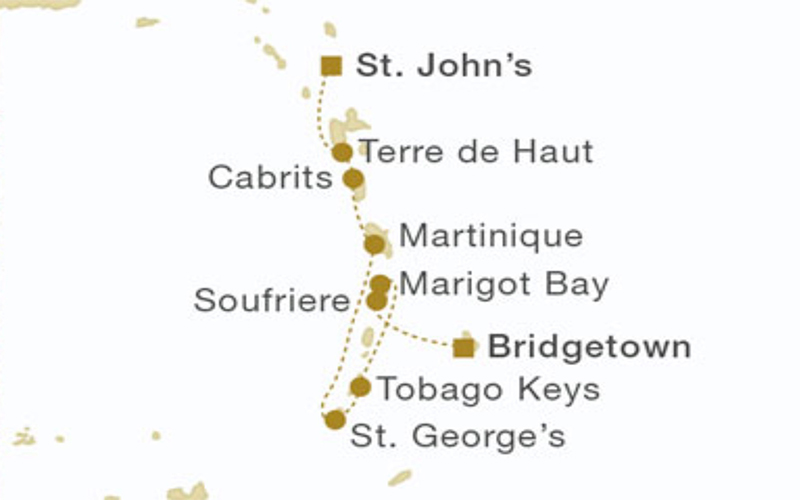 St. John’s
Terre de Haut
Cabrits
Martinique
Marigot Bay
Soufriere
Bridgetown
Tobago Keys
St. George’s